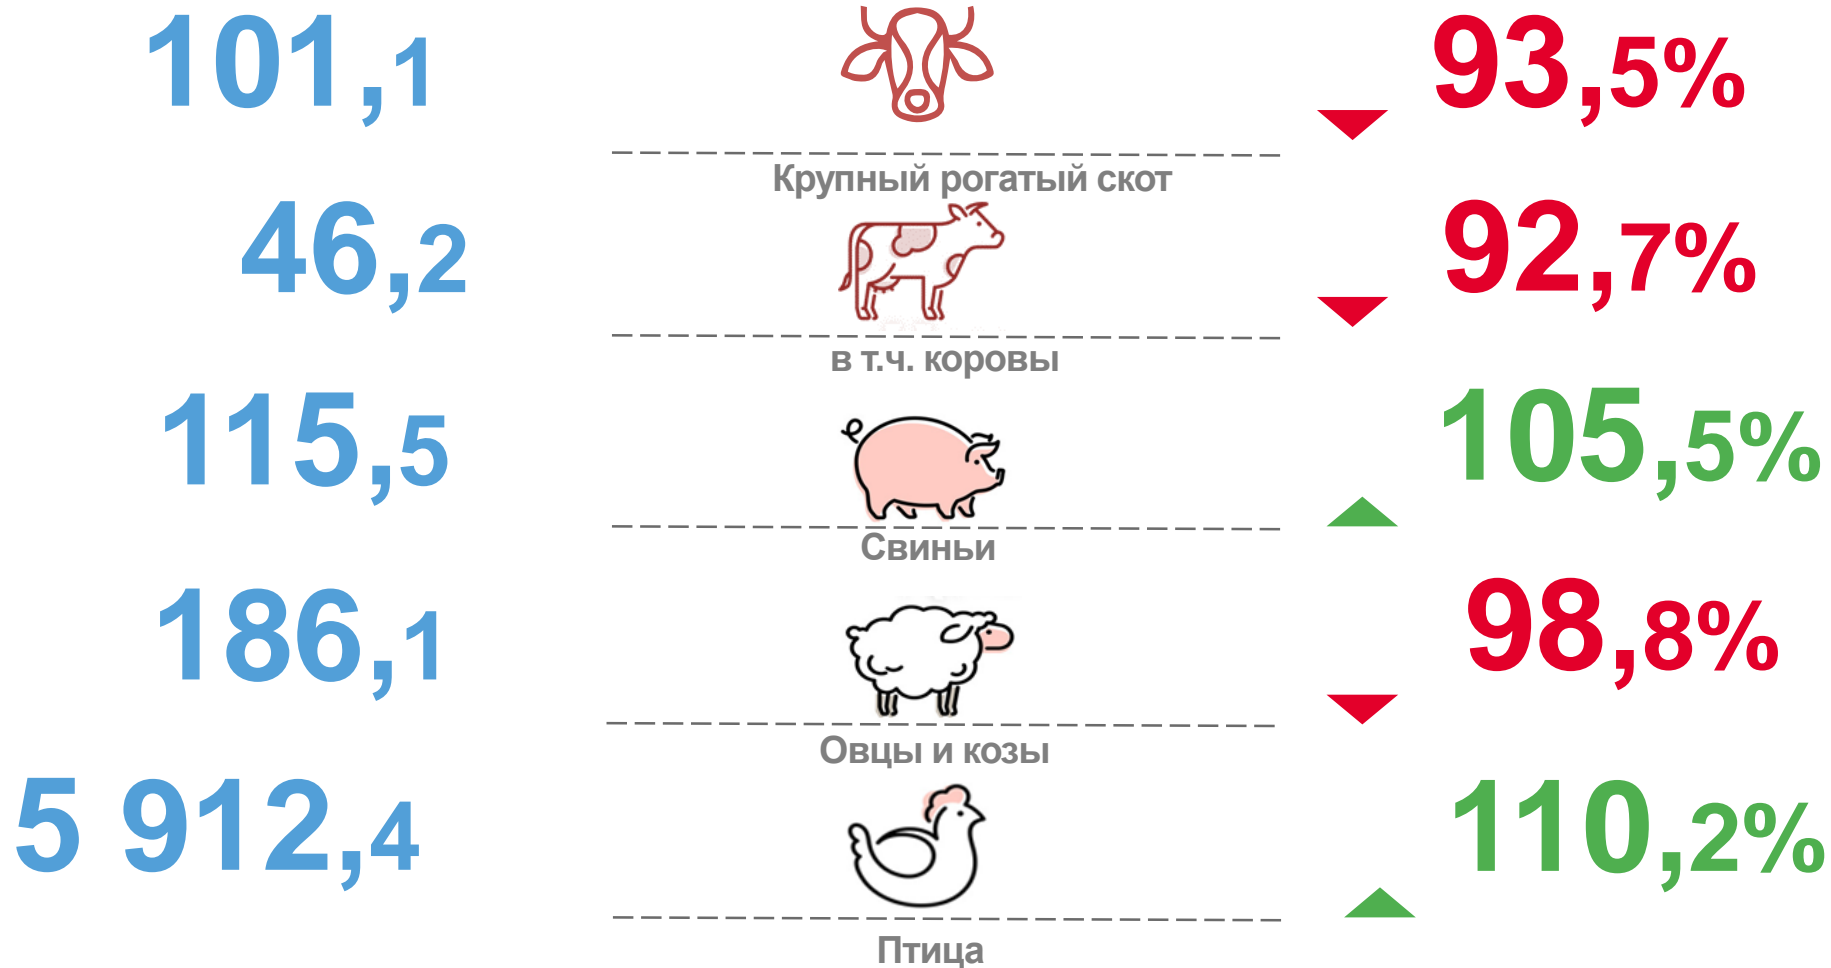 101,1
93,5%
Крупный рогатый скот
46,2
92,7%
в т.ч. коровы
115,5
105,5%
Свиньи
186,1
98,8%
Овцы и козы
5 912,4
110,2%
Птица